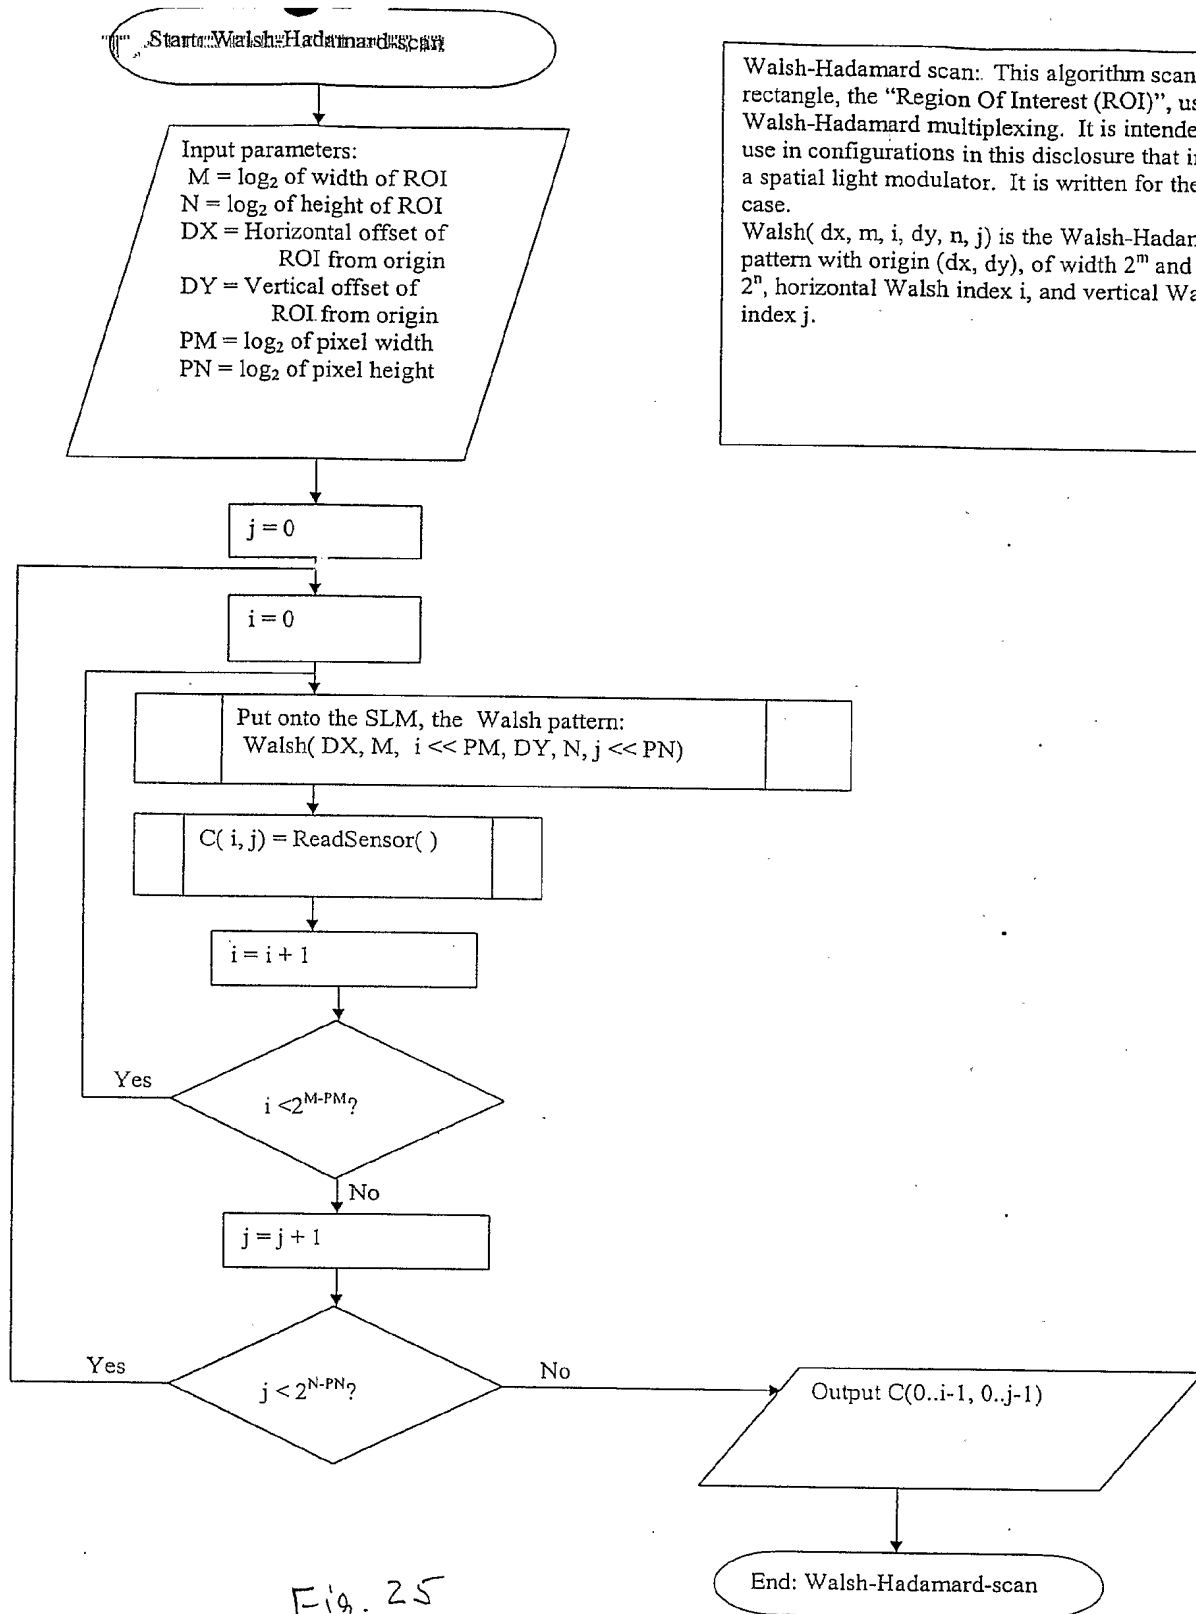 Start: Walsh-Hadamard-scan
Input parameters:
M = log₂ of width of ROI
N = log₂ of height of ROI
DX = Horizontal offset of
ROI from origin
DY = Vertical offset of
ROI from origin
PM = log₂ of pixel width
PN = log₂ of pixel height
Walsh-Hadamard scan:. This algorithm scan
rectangle, the “Region Of Interest (ROI)”, us
Walsh-Hadamard multiplexing. It is intende
use in configurations in this disclosure that i
a spatial light modulator. It is written for the
case.
Walsh( dx, m, i, dy, n, j) is the Walsh-Hadam
pattern with origin (dx, dy), of width 2ᵐ and
2ⁿ, horizontal Walsh index i, and vertical Wa
index j.
j = 0
i = 0
Put onto the SLM, the Walsh pattern:
Walsh( DX, M, i << PM, DY, N, j << PN)
C( i, j) = ReadSensor( )
i = i + 1
Yes
i <2^M-PM?
No
j = j + 1
Yes
j < 2^N-PN?
No
Output C(0..i-1, 0..j-1)
End: Walsh-Hadamard-scan
Fig. 25